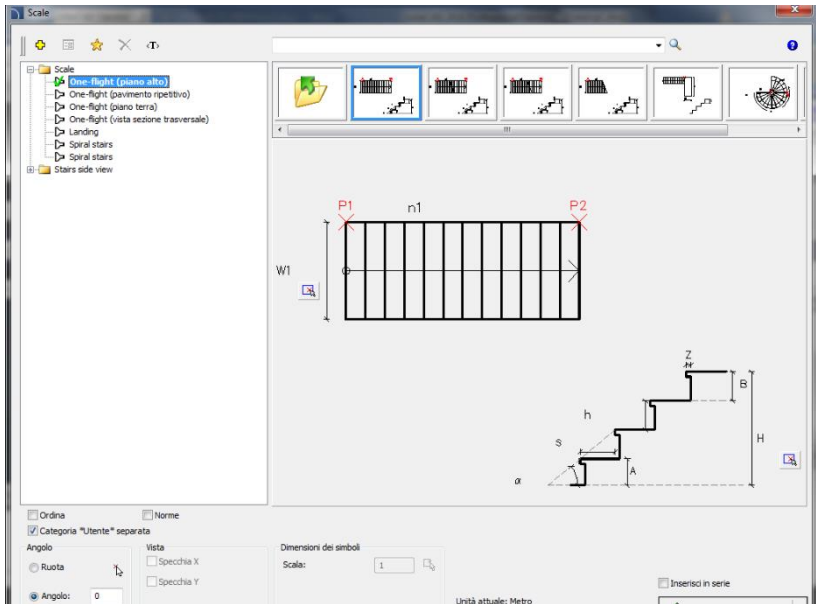 Scale
<T>
Scale
One-flight (piano alto)
One-flight (pavimento ripetitivo)
One-flight (piano terra)
One-flight (vista sezione trasversale)
Landing
Spiral stairs
Spiral stairs
Stairs side view
P1
n1
P2
W1
Z
B
h
H
s
A
α
Ordina
Norme
Categoria "Utente" separata
Angolo
Vista
Dimensioni dei simboli
Ruota
Specchia X
Scala:
1
Specchia Y
Inserisci in serie
Angolo:
0
Unità attuale: Metro